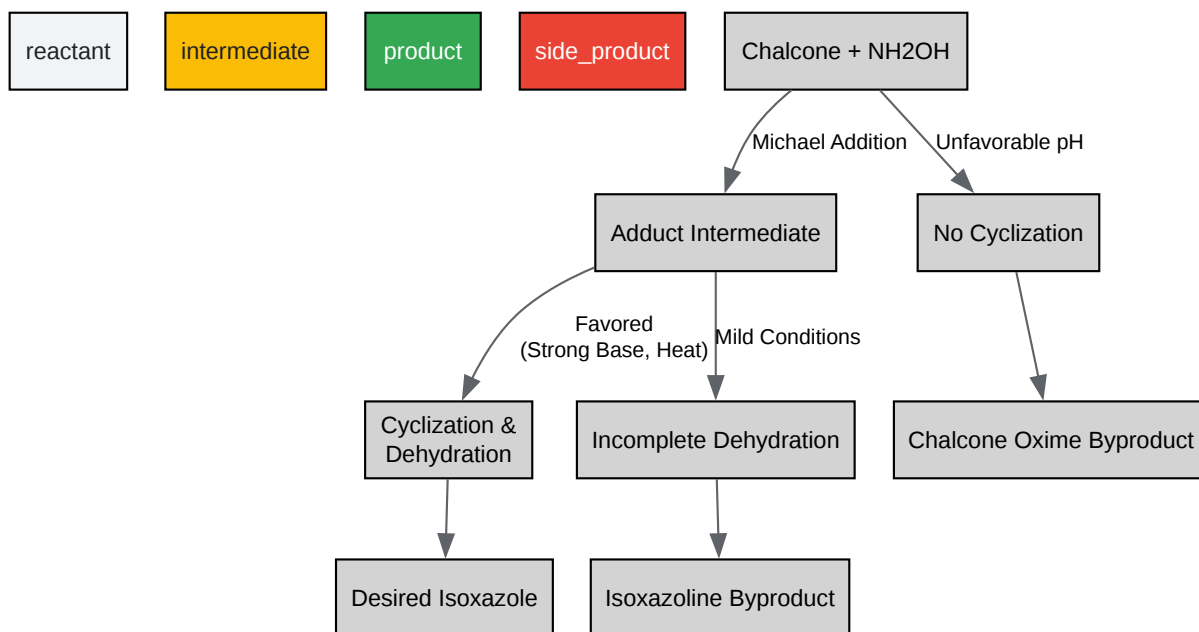 reactant
intermediate
product
side_product
Chalcone + NH2OH
Michael Addition
Unfavorable pH
Adduct Intermediate
No Cyclization
Favored
(Strong Base, Heat)
Mild Conditions
Cyclization &
Dehydration
Incomplete Dehydration
Chalcone Oxime Byproduct
Desired Isoxazole
Isoxazoline Byproduct